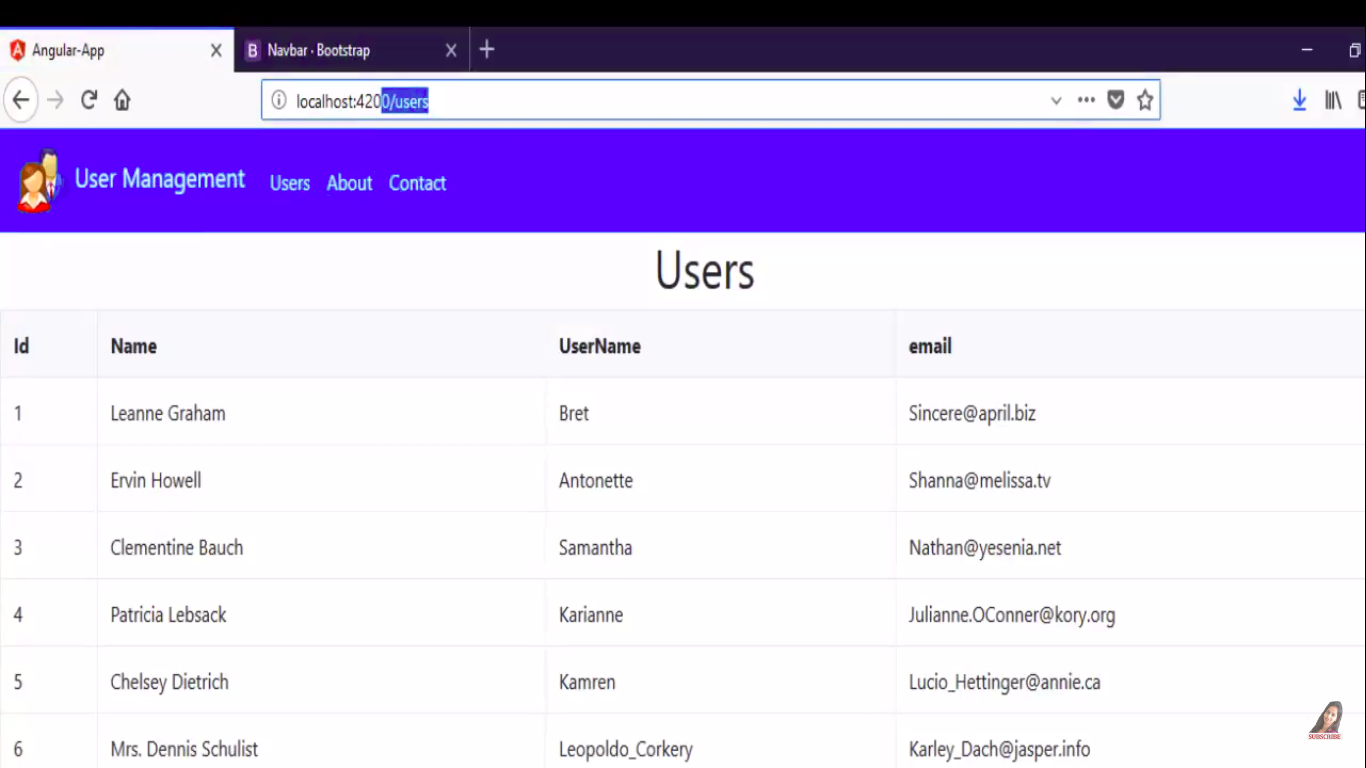 Angular-App
Navbar · Bootstrap
localhost:4200/users
User Management Users About Contact
Users
Id Name UserName email
1 Leanne Graham Bret Sincere@april.biz
2 Ervin Howell Antonette Shanna@melissa.tv
3 Clementine Bauch Samantha Nathan@yesenia.net
4 Patricia Lebsack Karianne Julianne.OConner@kory.org
5 Chelsey Dietrich Kamren Lucio_Hettinger@annie.ca
6 Mrs. Dennis Schulist Leopoldo_Corkery Karley_Dach@jasper.info
SUBSCRIBE